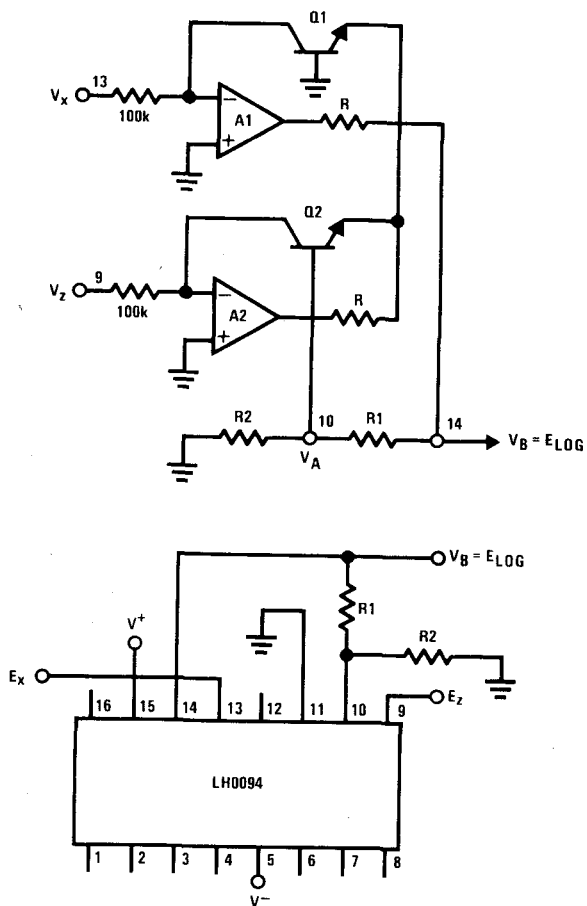 Q1
VX 13
100k
−
+
A1
R
Q2
VZ 9
100k
−
+
A2
R
R2 10 R1 14
VA
VB = ELOG
VB = ELOG
R1
V+
R2
EX
EZ
16 15 14 13 12 11 10 9
LH0094
1 2 3 4 5 6 7 8
V−